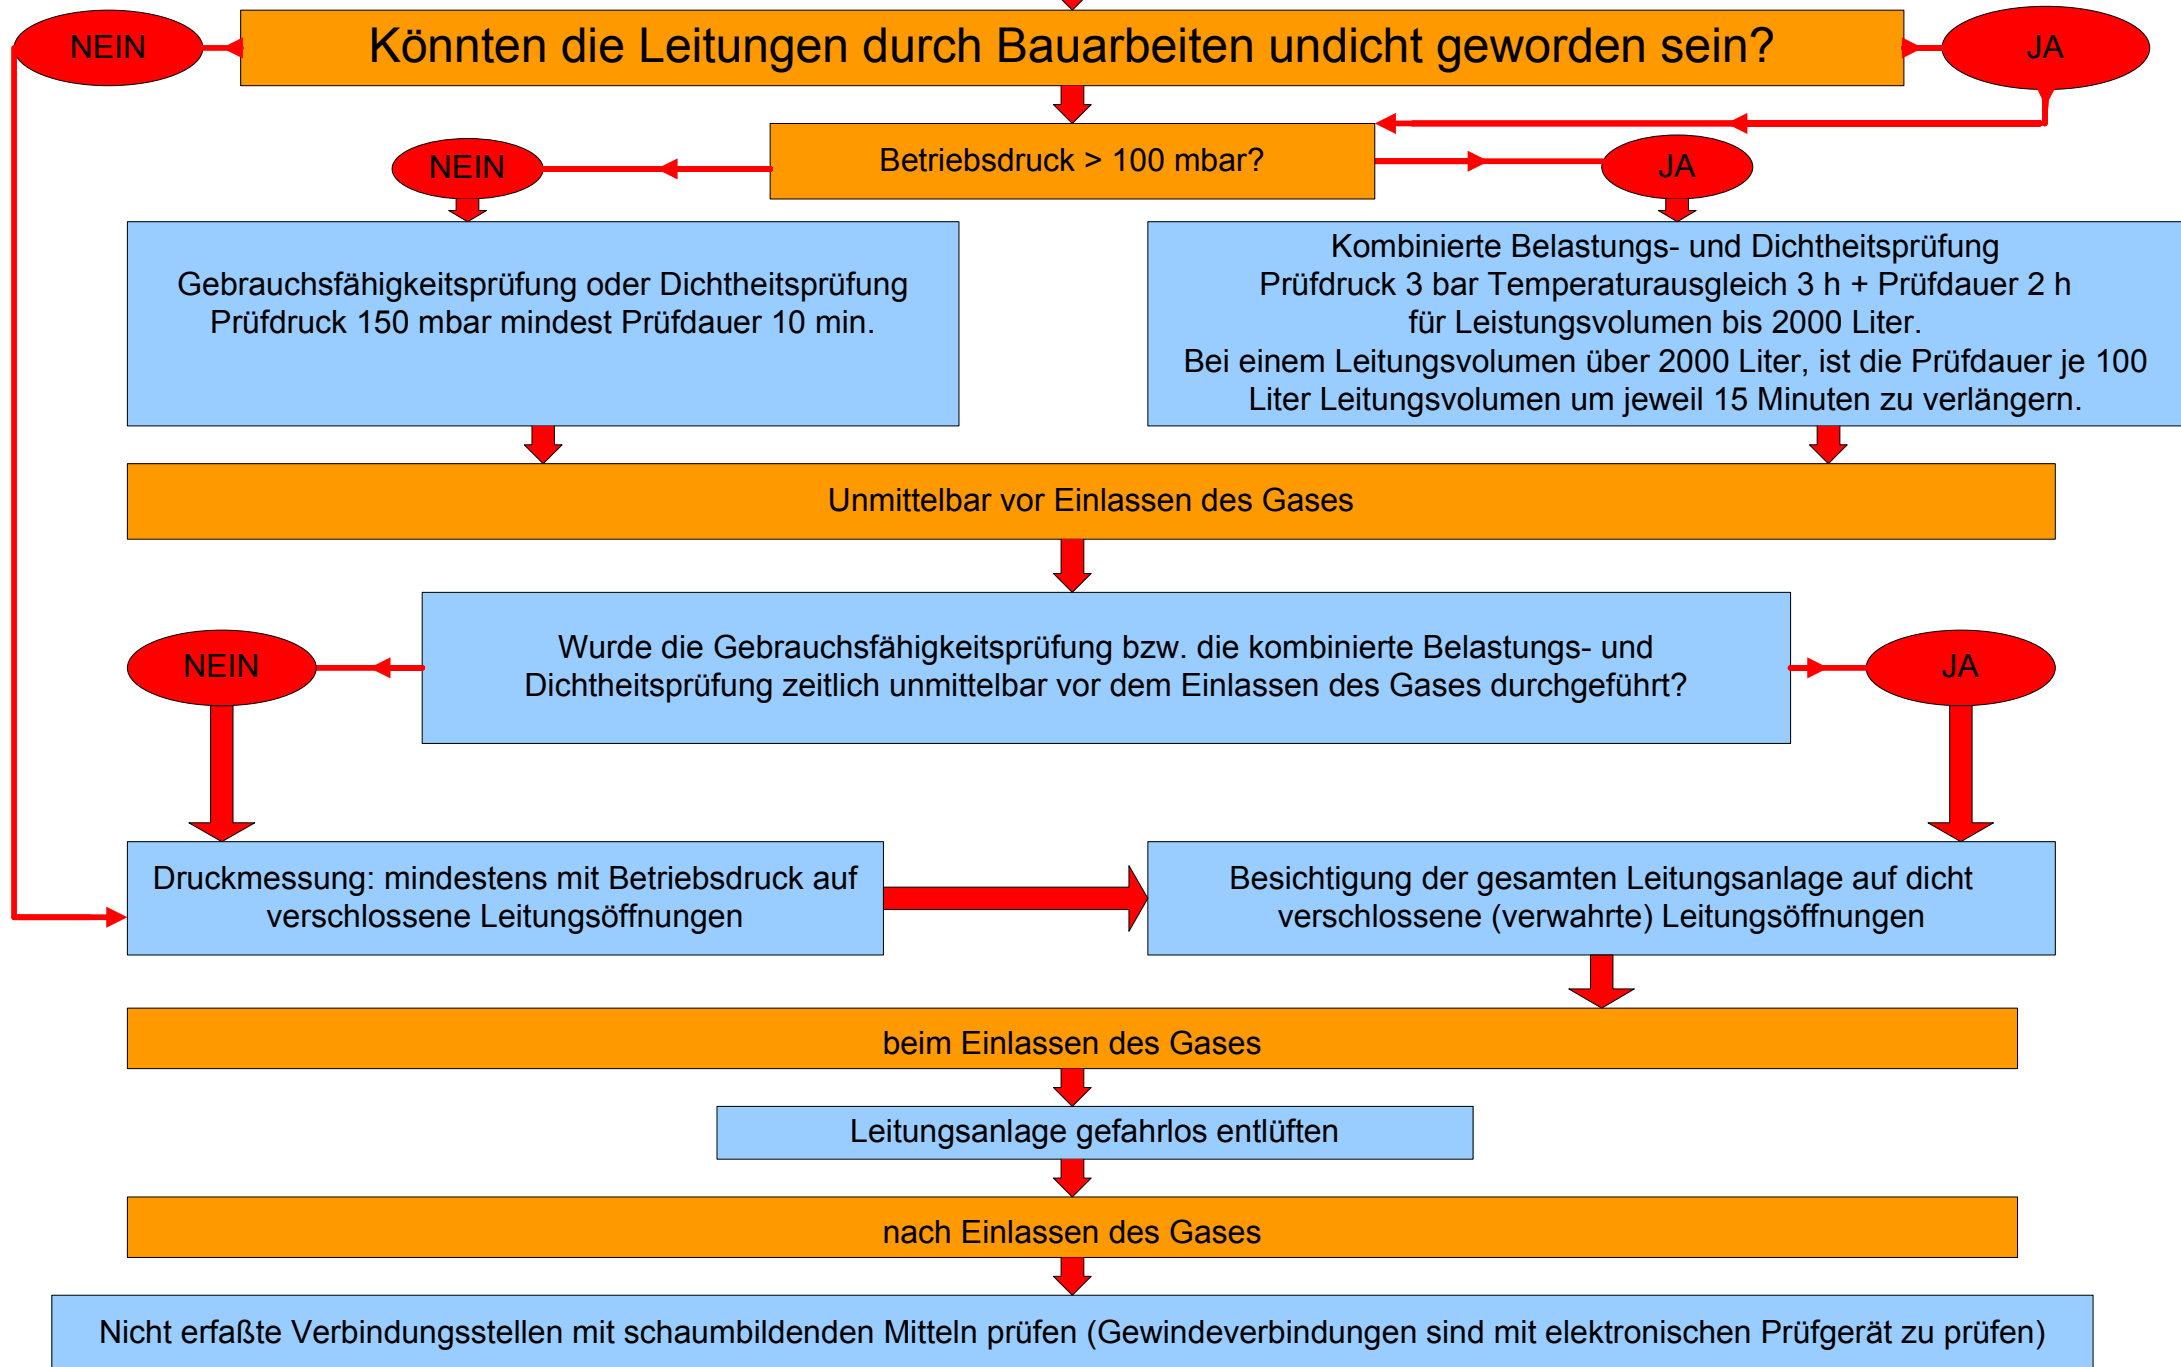 NEIN
Könnten die Leitungen durch Bauarbeiten undicht geworden sein?
JA
NEIN
Betriebsdruck > 100 mbar?
JA
Gebrauchsfähigkeitsprüfung oder Dichtheitsprüfung
Prüfdruck 150 mbar mindest Prüfdauer 10 min.
Kombinierte Belastungs- und Dichtheitsprüfung
Prüfdruck 3 bar Temperaturausgleich 3 h + Prüfdauer 2 h
für Leistungsvolumen bis 2000 Liter.
Bei einem Leitungsvolumen über 2000 Liter, ist die Prüfdauer je 100
Liter Leitungsvolumen um jeweil 15 Minuten zu verlängern.
Unmittelbar vor Einlassen des Gases
NEIN
Wurde die Gebrauchsfähigkeitsprüfung bzw. die kombinierte Belastungs- und
Dichtheitsprüfung zeitlich unmittelbar vor dem Einlassen des Gases durchgeführt?
JA
Druckmessung: mindestens mit Betriebsdruck auf
verschlossene Leitungsöffnungen
Besichtigung der gesamten Leitungsanlage auf dicht
verschlossene (verwahrte) Leitungsöffnungen
beim Einlassen des Gases
Leitungsanlage gefahrlos entlüften
nach Einlassen des Gases
Nicht erfaßte Verbindungsstellen mit schaumbildenden Mitteln prüfen (Gewindeverbindungen sind mit elektronischen Prüfgerät zu prüfen)